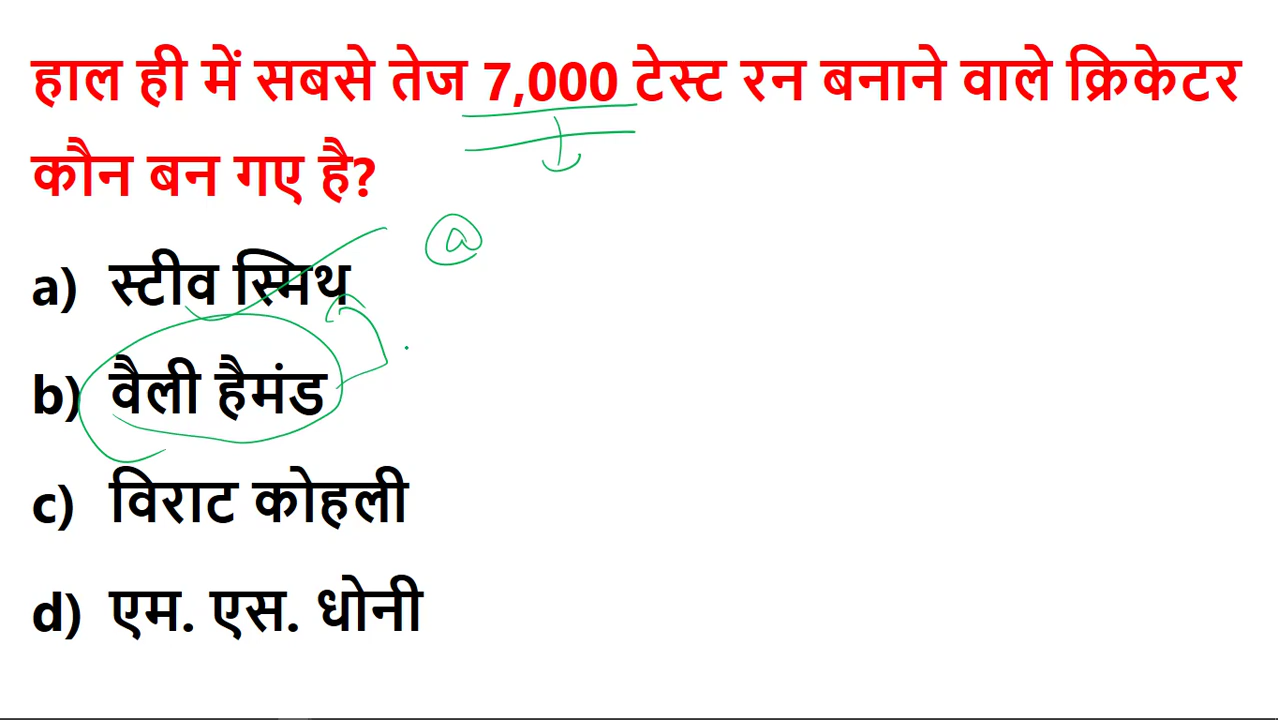 हाल ही में सबसे तेज 7,000 टेस्ट रन बनाने वाले क्रिकेटर
कौन बन गए है?
a
a) स्टीव स्मिथ
b) वैली हैमंड
c) विराट कोहली
d) एम. एस. धोनी